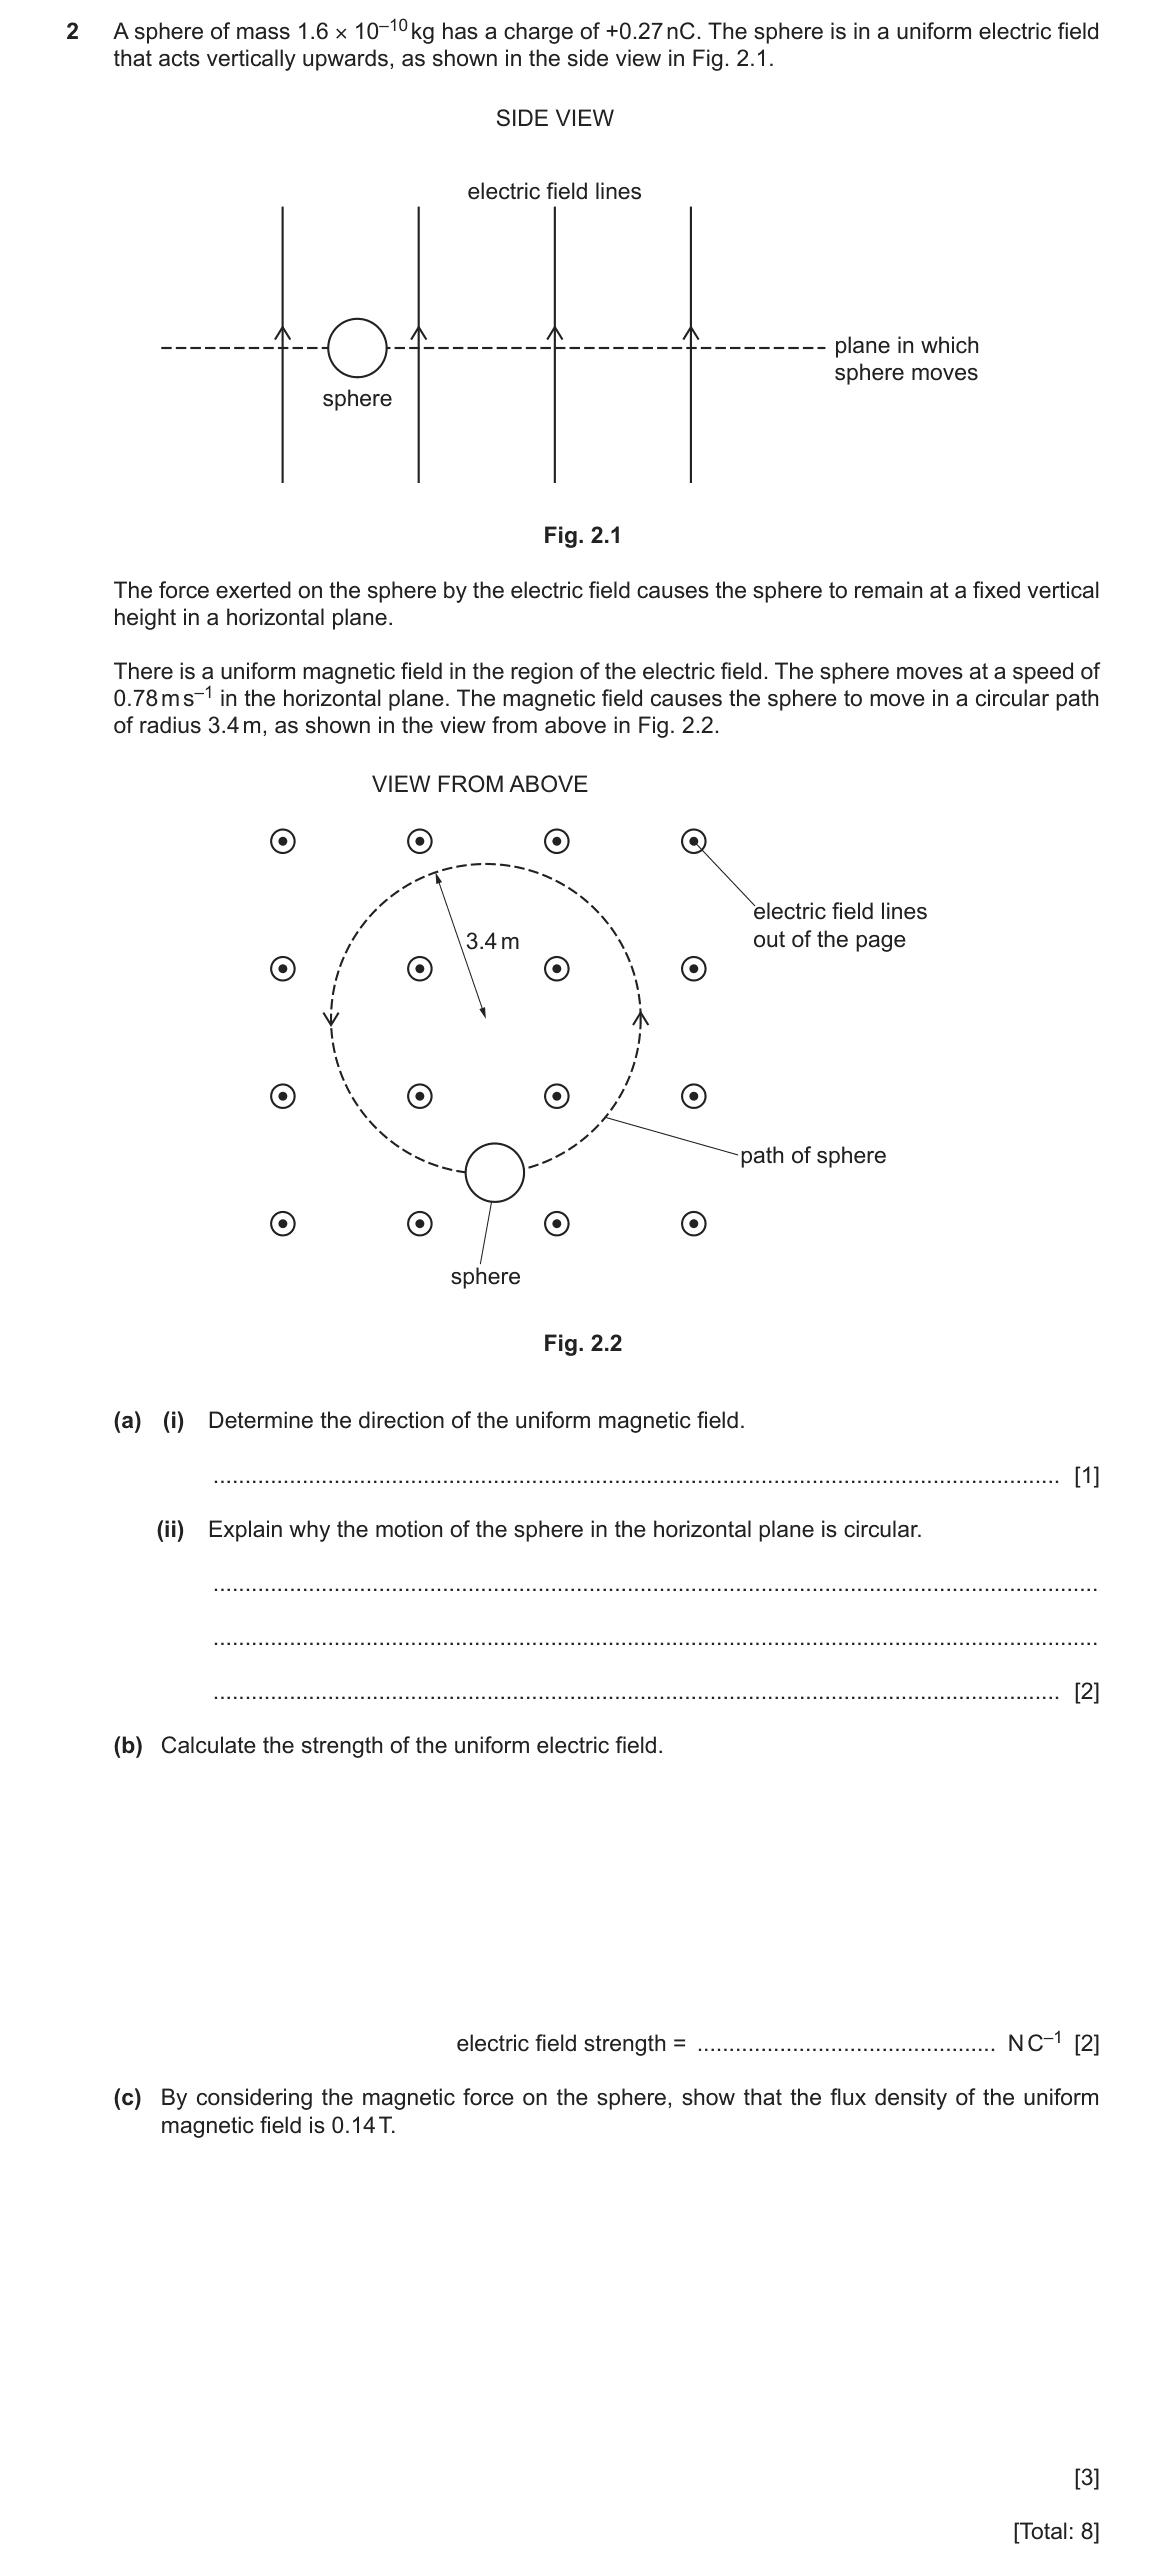 2 A sphere of mass 1.6 × 10⁻¹⁰ kg has a charge of +0.27 nC. The sphere is in a uniform electric field
that acts vertically upwards, as shown in the side view in Fig. 2.1.
SIDE VIEW
electric field lines
plane in which
sphere moves
sphere
Fig. 2.1
The force exerted on the sphere by the electric field causes the sphere to remain at a fixed vertical
height in a horizontal plane.
There is a uniform magnetic field in the region of the electric field. The sphere moves at a speed of
0.78 m s⁻¹ in the horizontal plane. The magnetic field causes the sphere to move in a circular path
of radius 3.4 m, as shown in the view from above in Fig. 2.2.
VIEW FROM ABOVE
electric field lines
out of the page
3.4 m
path of sphere
sphere
Fig. 2.2
(a) (i) Determine the direction of the uniform magnetic field.
[1]
(ii) Explain why the motion of the sphere in the horizontal plane is circular.
[2]
(b) Calculate the strength of the uniform electric field.
electric field strength = ............................................... N C⁻¹ [2]
(c) By considering the magnetic force on the sphere, show that the flux density of the uniform
magnetic field is 0.14 T.
[3]
[Total: 8]